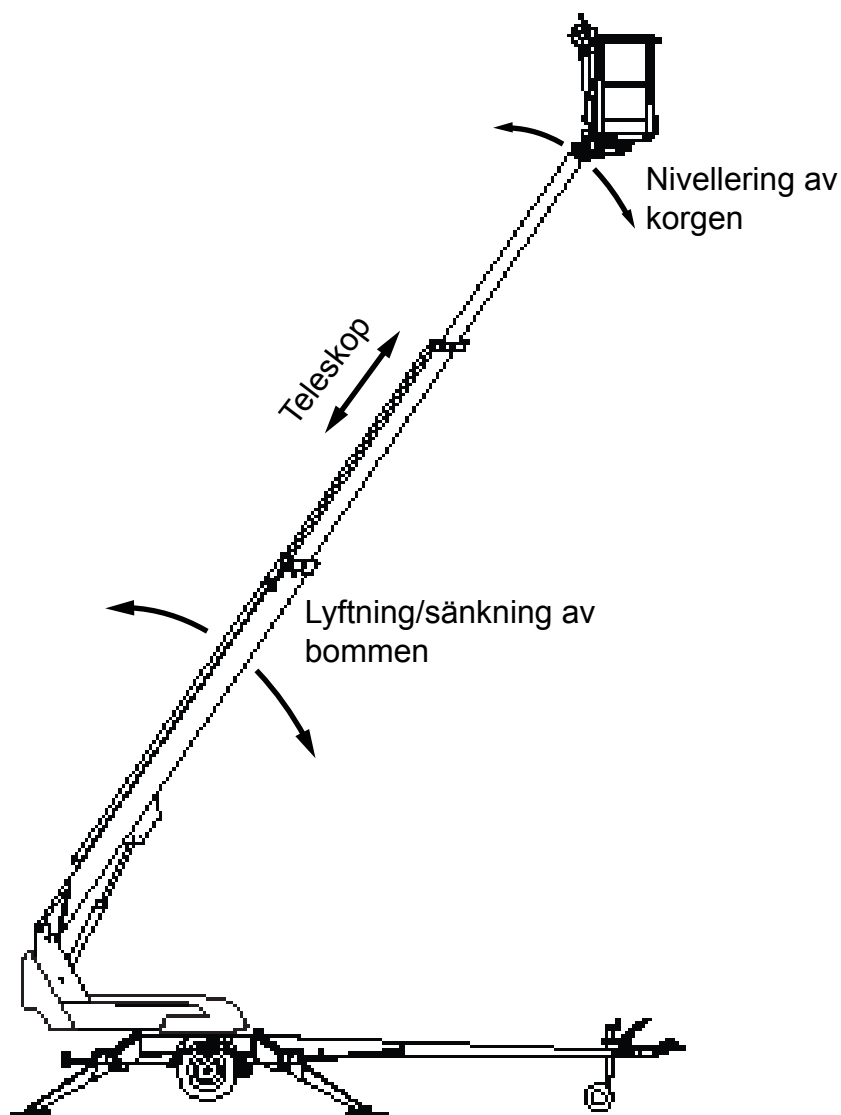 Nivellering av
korgen
Teleskop
Lyftning/sänkning av
bommen